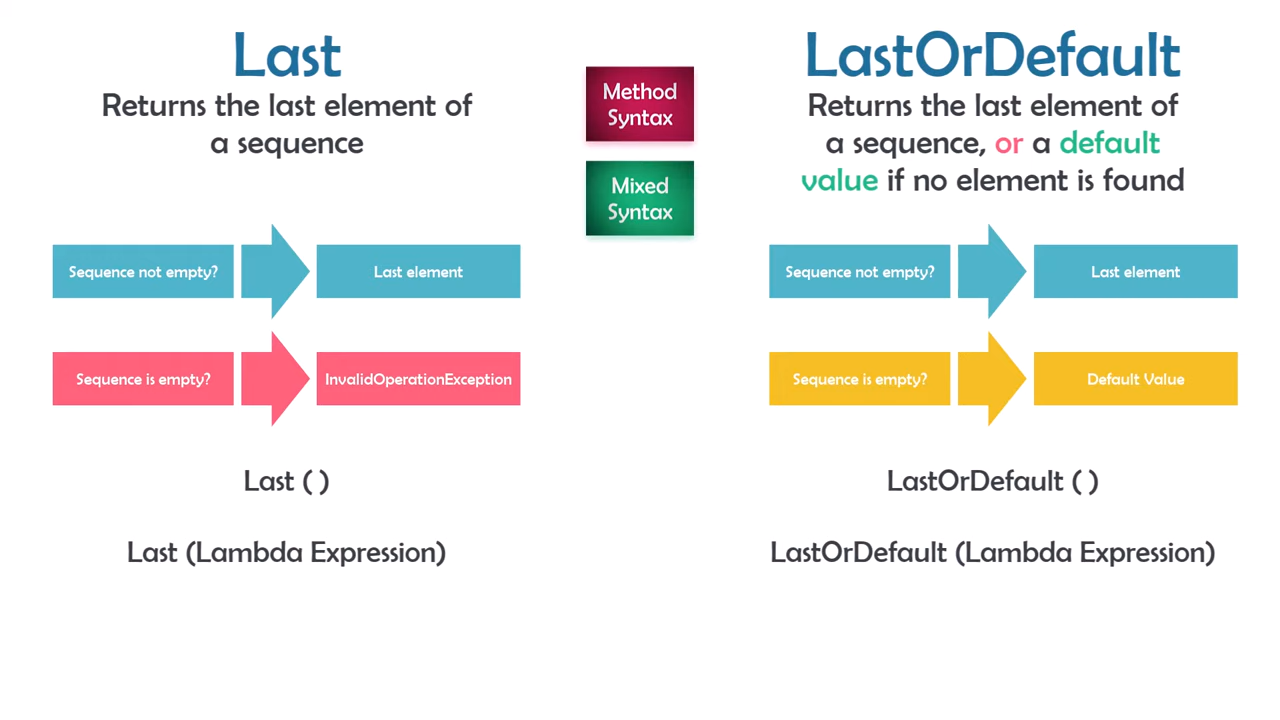 Last
Returns the last element of
a sequence
Sequence not empty?
Last element
Sequence is empty?
InvalidOperationException
Last ( )
Last (Lambda Expression)
Method
Syntax
Mixed
Syntax
LastOrDefault
Returns the last element of
a sequence, or a default
value if no element is found
Sequence not empty?
Last element
Sequence is empty?
Default Value
LastOrDefault ( )
LastOrDefault (Lambda Expression)